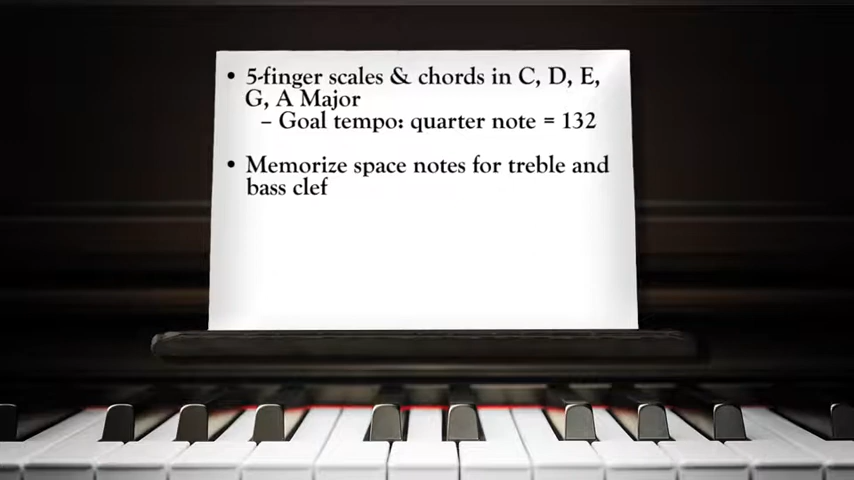 • 5-finger scales & chords in C, D, E,
G, A Major
– Goal tempo: quarter note = 132
• Memorize space notes for treble and
bass clef